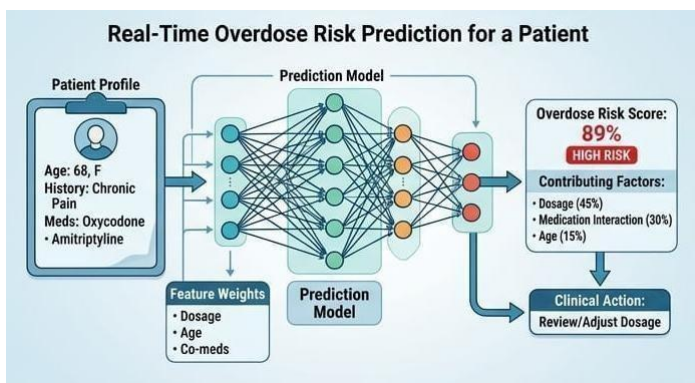 Real-Time Overdose Risk Prediction for a Patient
Patient Profile
Age: 68, F
History: Chronic
Pain
Meds: Oxycodone
• Amitriptyline
Prediction Model
Feature Weights
• Dosage
• Age
• Co-meds
Prediction
Model
Overdose Risk Score:
89%
HIGH RISK
Contributing Factors:
• Dosage (45%)
• Medication Interaction (30%)
• Age (15%)
Clinical Action:
Review/Adjust Dosage